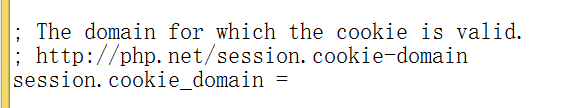 ; The domain for which the cookie is valid.
; http://php.net/session.cookie-domain
session.cookie_domain =